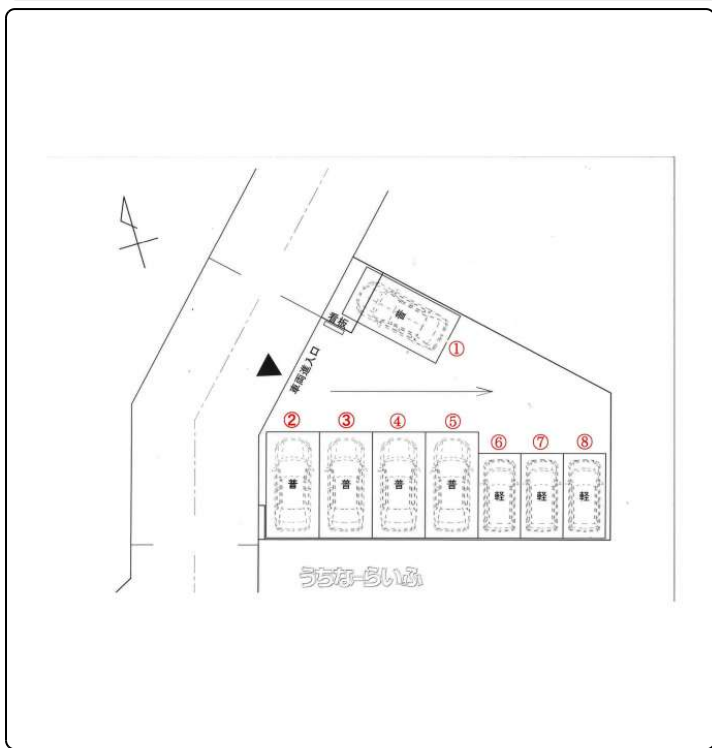 看板
普
①
車両進入口
② ③ ④ ⑤ ⑥ ⑦ ⑧
普 普 普 普 軽 軽 軽
うちなーらいふ